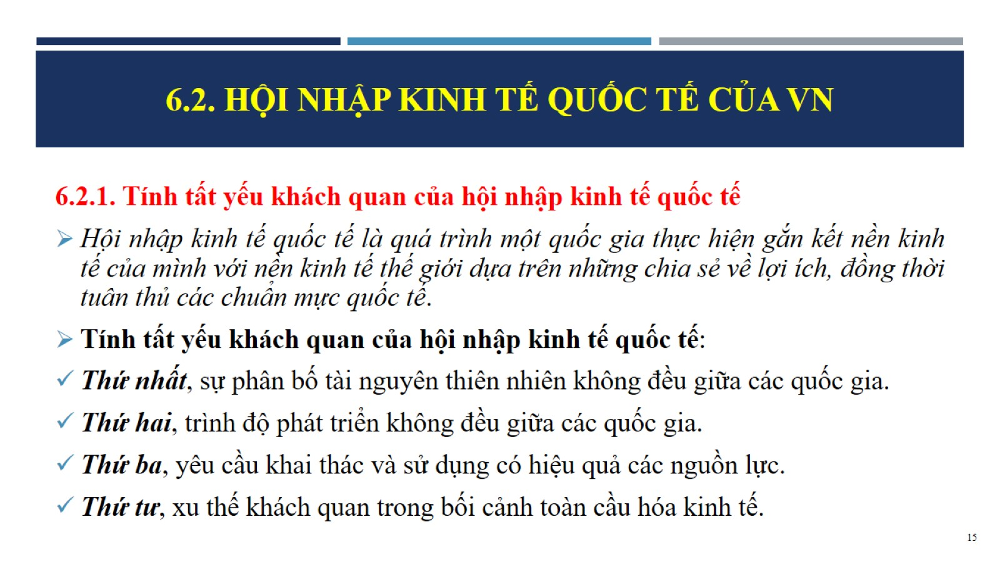 6.2. HỘI NHẬP KINH TẾ QUỐC TẾ CỦA VN
6.2.1. Tính tất yếu khách quan của hội nhập kinh tế quốc tế
Hội nhập kinh tế quốc tế là quá trình một quốc gia thực hiện gắn kết nền kinh
tế của mình với nền kinh tế thế giới dựa trên những chia sẻ về lợi ích, đồng thời
tuân thủ các chuẩn mực quốc tế.
Tính tất yếu khách quan của hội nhập kinh tế quốc tế:
Thứ nhất, sự phân bố tài nguyên thiên nhiên không đều giữa các quốc gia.
Thứ hai, trình độ phát triển không đều giữa các quốc gia.
Thứ ba, yêu cầu khai thác và sử dụng có hiệu quả các nguồn lực.
Thứ tư, xu thế khách quan trong bối cảnh toàn cầu hóa kinh tế.
15